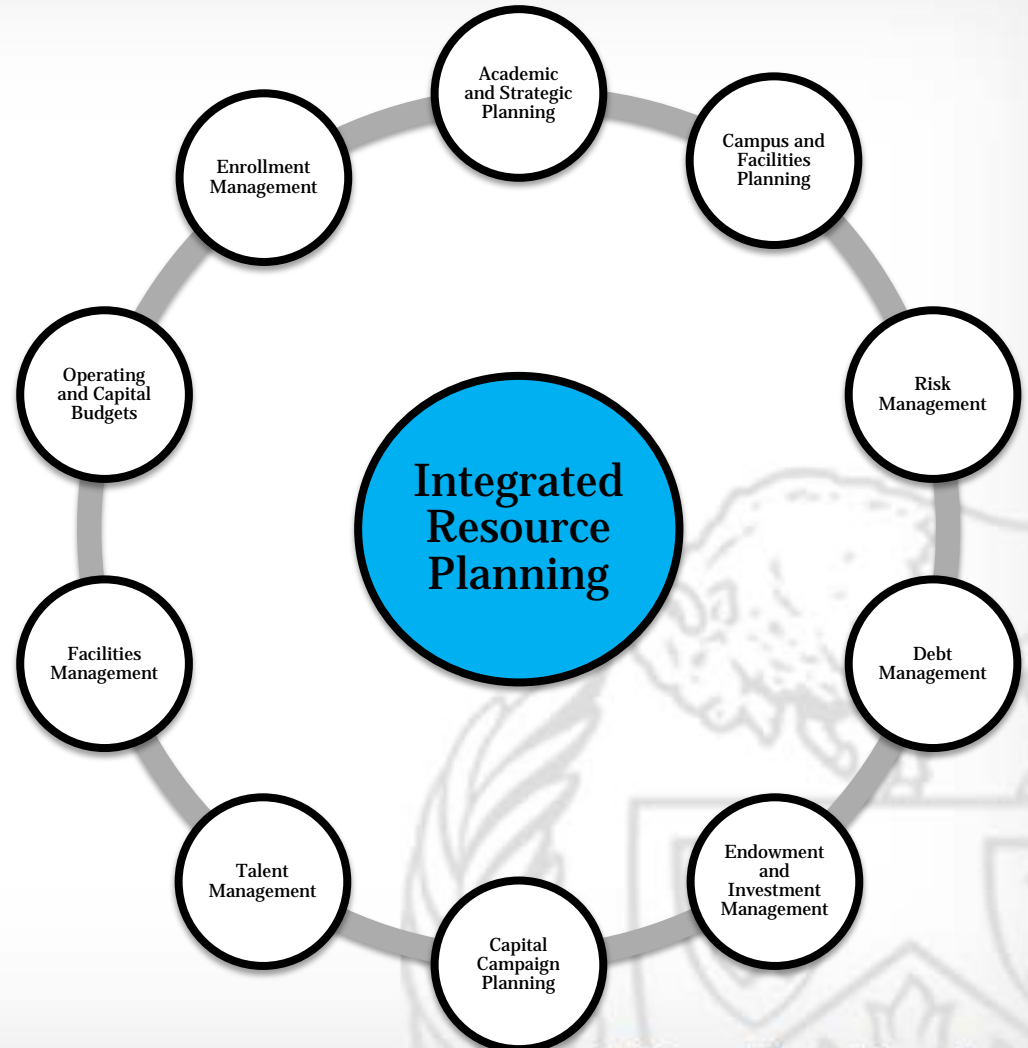 Academic
and Strategic
Planning
Campus and
Facilities
Planning
Risk
Management
Debt
Management
Endowment
and
Investment
Management
Capital
Campaign
Planning
Talent
Management
Facilities
Management
Operating
and Capital
Budgets
Enrollment
Management
Integrated
Resource
Planning